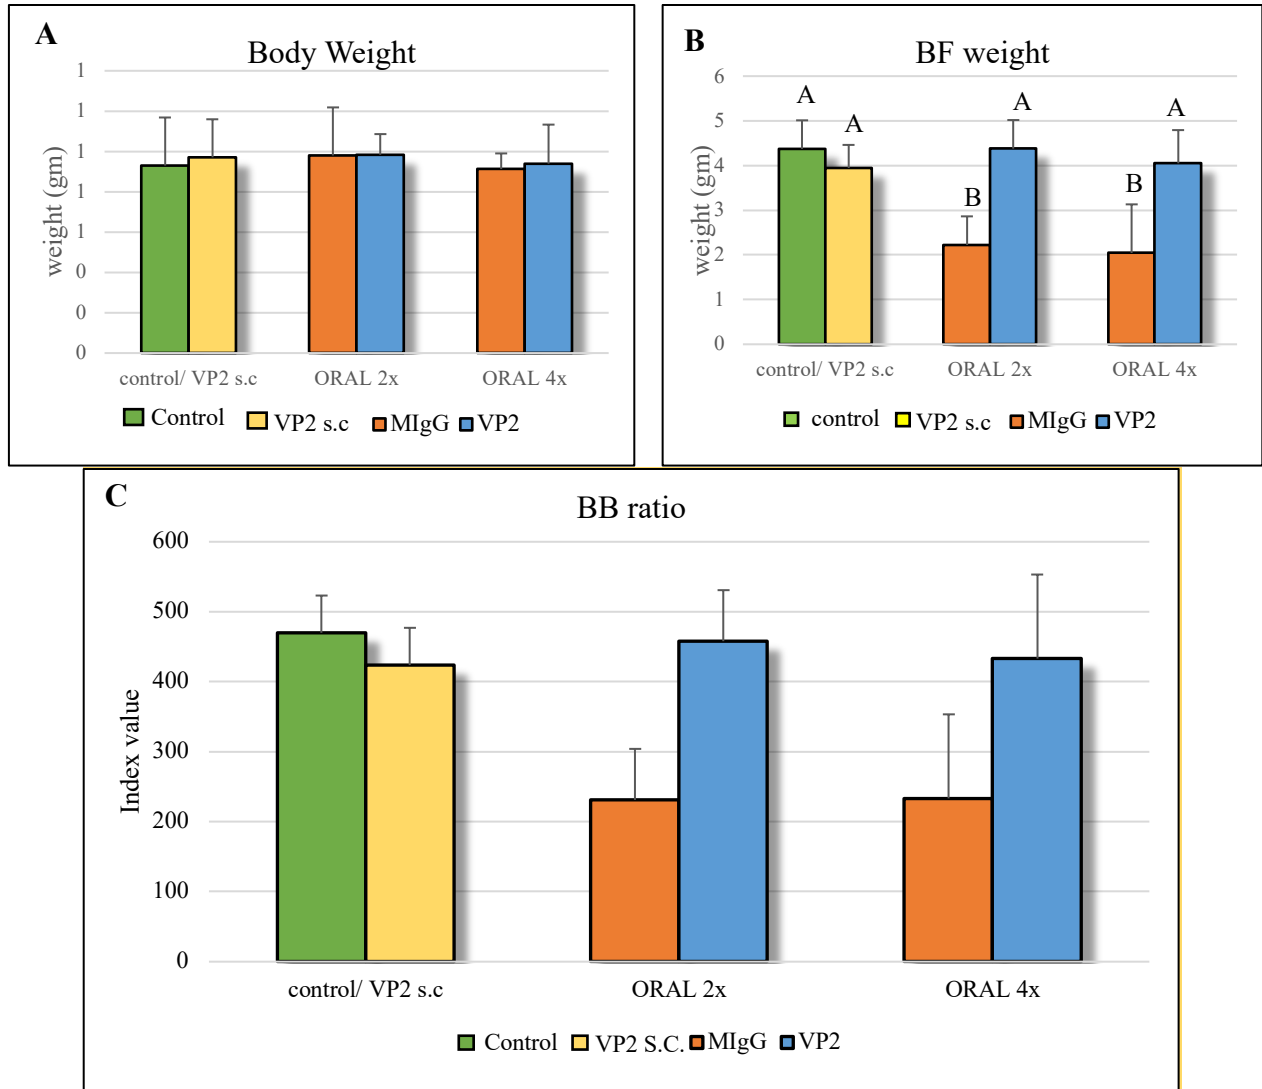 A
Body Weight
weight (gm)
1
1
1
1
1
0
0
0
control/ VP2 s.c
ORAL 2x
ORAL 4x
Control VP2 s.c MIgG VP2
B
BF weight
weight (gm)
6
5
4
3
2
1
0
A
A
B
A
B
A
control/ VP2 s.c
ORAL 2x
ORAL 4x
control VP2 s.c MIgG VP2
C
BB ratio
Index value
600
500
400
300
200
100
0
control/ VP2 s.c
ORAL 2x
ORAL 4x
Control VP2 S.C. MIgG VP2